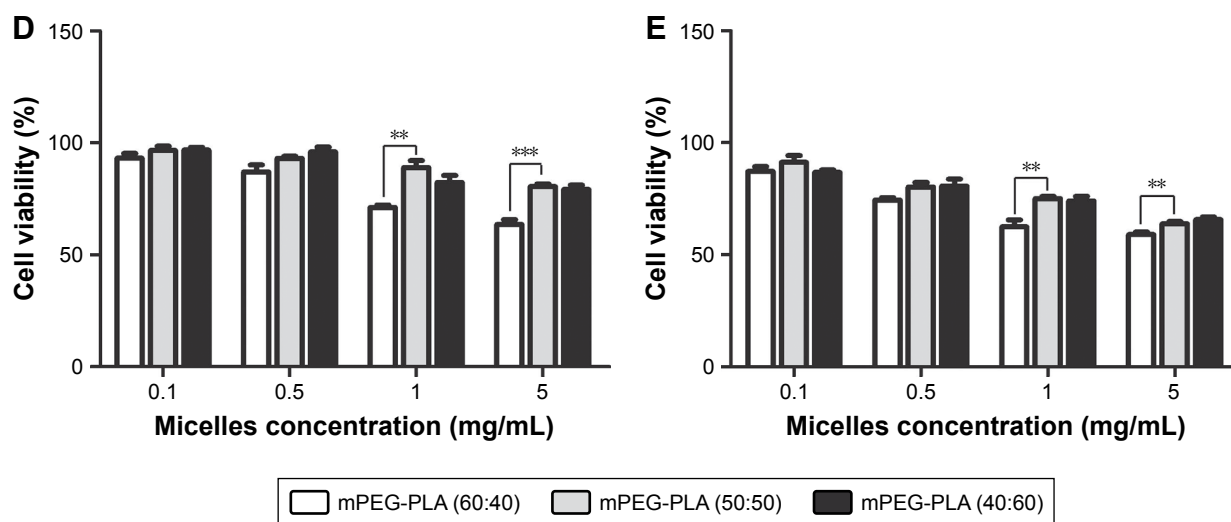 D
150
100
50
0
Cell viability (%)
** ***
0.1 0.5 1 5
Micelles concentration (mg/mL)
E
150
100
50
0
Cell viability (%)
** **
0.1 0.5 1 5
Micelles concentration (mg/mL)
mPEG-PLA (60:40) mPEG-PLA (50:50) mPEG-PLA (40:60)